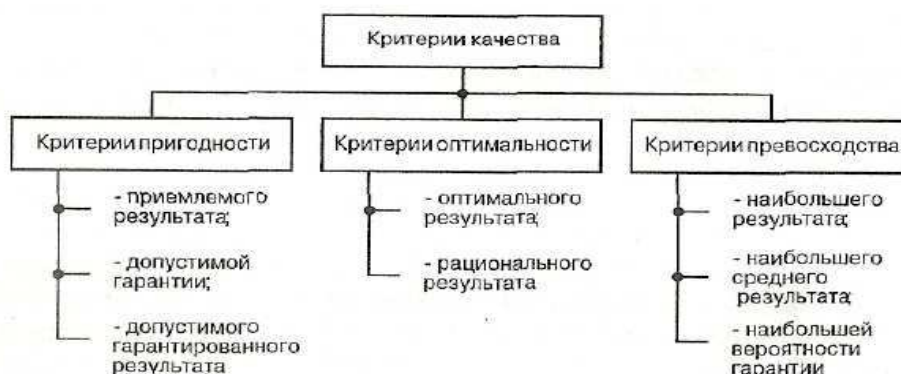 Критерии качества
Критерии пригодности
- приемлемого
результата;
- допустимой
гарантии;
- допустимого
гарантированного
результата
Критерии оптимальности
- оптимального
результата;
- рационального
результата
Критерии превосходства
- наибольшего
результата;
- наибольшего
среднего
результата;
- наибольшей
вероятности
гарантии